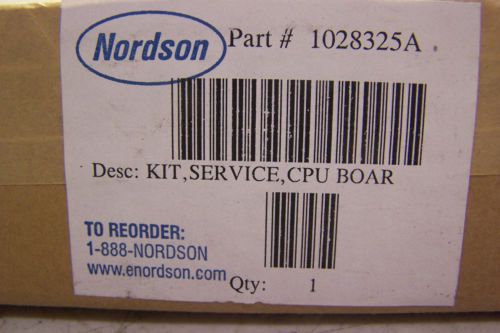 Nordson Part # 1028325A
Desc: KIT,SERVICE,CPU BOAR
TO REORDER:
1-888-NORDSON
www.enordson.com
Qty: 1